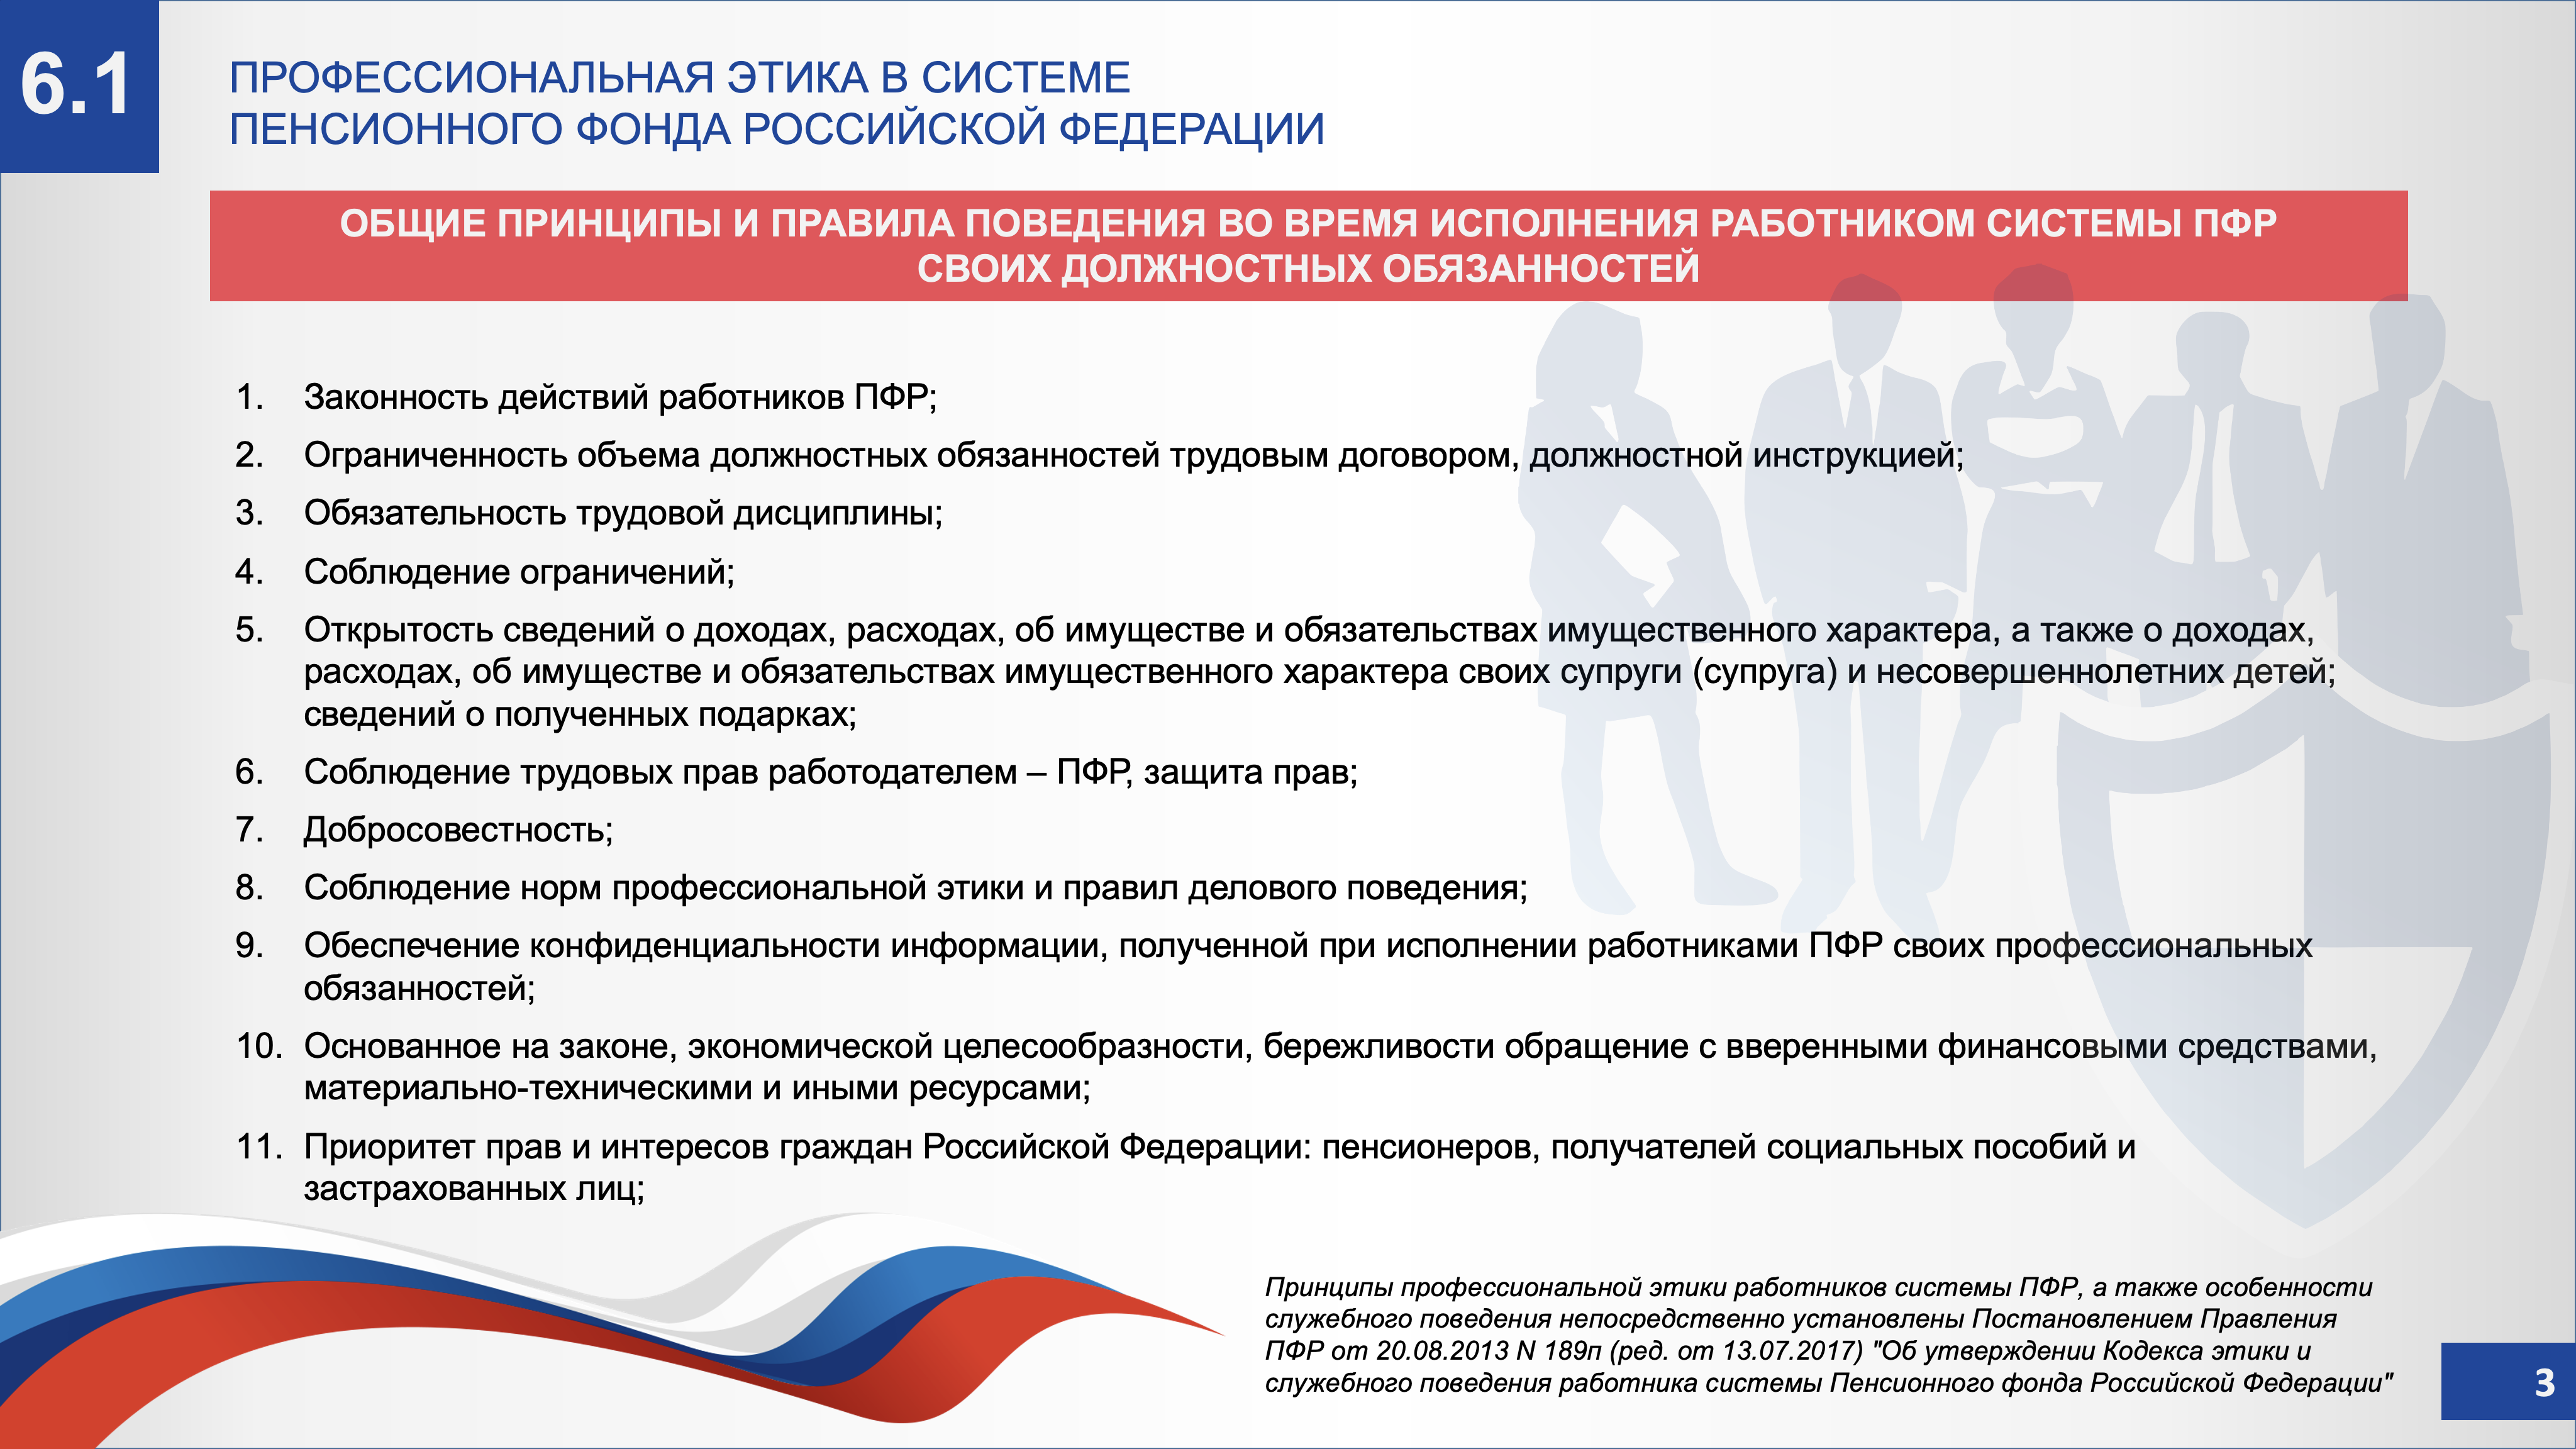 6.1
ПРОФЕССИОНАЛЬНАЯ ЭТИКА В СИСТЕМЕ
ПЕНСИОННОГО ФОНДА РОССИЙСКОЙ ФЕДЕРАЦИИ
ОБЩИЕ ПРИНЦИПЫ И ПРАВИЛА ПОВЕДЕНИЯ ВО ВРЕМЯ ИСПОЛНЕНИЯ РАБОТНИКОМ СИСТЕМЫ ПФР
СВОИХ ДОЛЖНОСТНЫХ ОБЯЗАННОСТЕЙ
1. Законность действий работников ПФР;
2. Ограниченность объема должностных обязанностей трудовым договором, должностной инструкцией;
3. Обязательность трудовой дисциплины;
4. Соблюдение ограничений;
5. Открытость сведений о доходах, расходах, об имуществе и обязательствах имущественного характера, а также о доходах,
расходах, об имуществе и обязательствах имущественного характера своих супруги (супруга) и несовершеннолетних детей;
сведений о полученных подарках;
6. Соблюдение трудовых прав работодателем – ПФР, защита прав;
7. Добросовестность;
8. Соблюдение норм профессиональной этики и правил делового поведения;
9. Обеспечение конфиденциальности информации, полученной при исполнении работниками ПФР своих профессиональных
обязанностей;
10. Основанное на законе, экономической целесообразности, бережливости обращение с вверенными финансовыми средствами,
материально-техническими и иными ресурсами;
11. Приоритет прав и интересов граждан Российской Федерации: пенсионеров, получателей социальных пособий и
застрахованных лиц;
Принципы профессиональной этики работников системы ПФР, а также особенности
служебного поведения непосредственно установлены Постановлением Правления
ПФР от 20.08.2013 N 189п (ред. от 13.07.2017) "Об утверждении Кодекса этики и
служебного поведения работника системы Пенсионного фонда Российской Федерации"
3